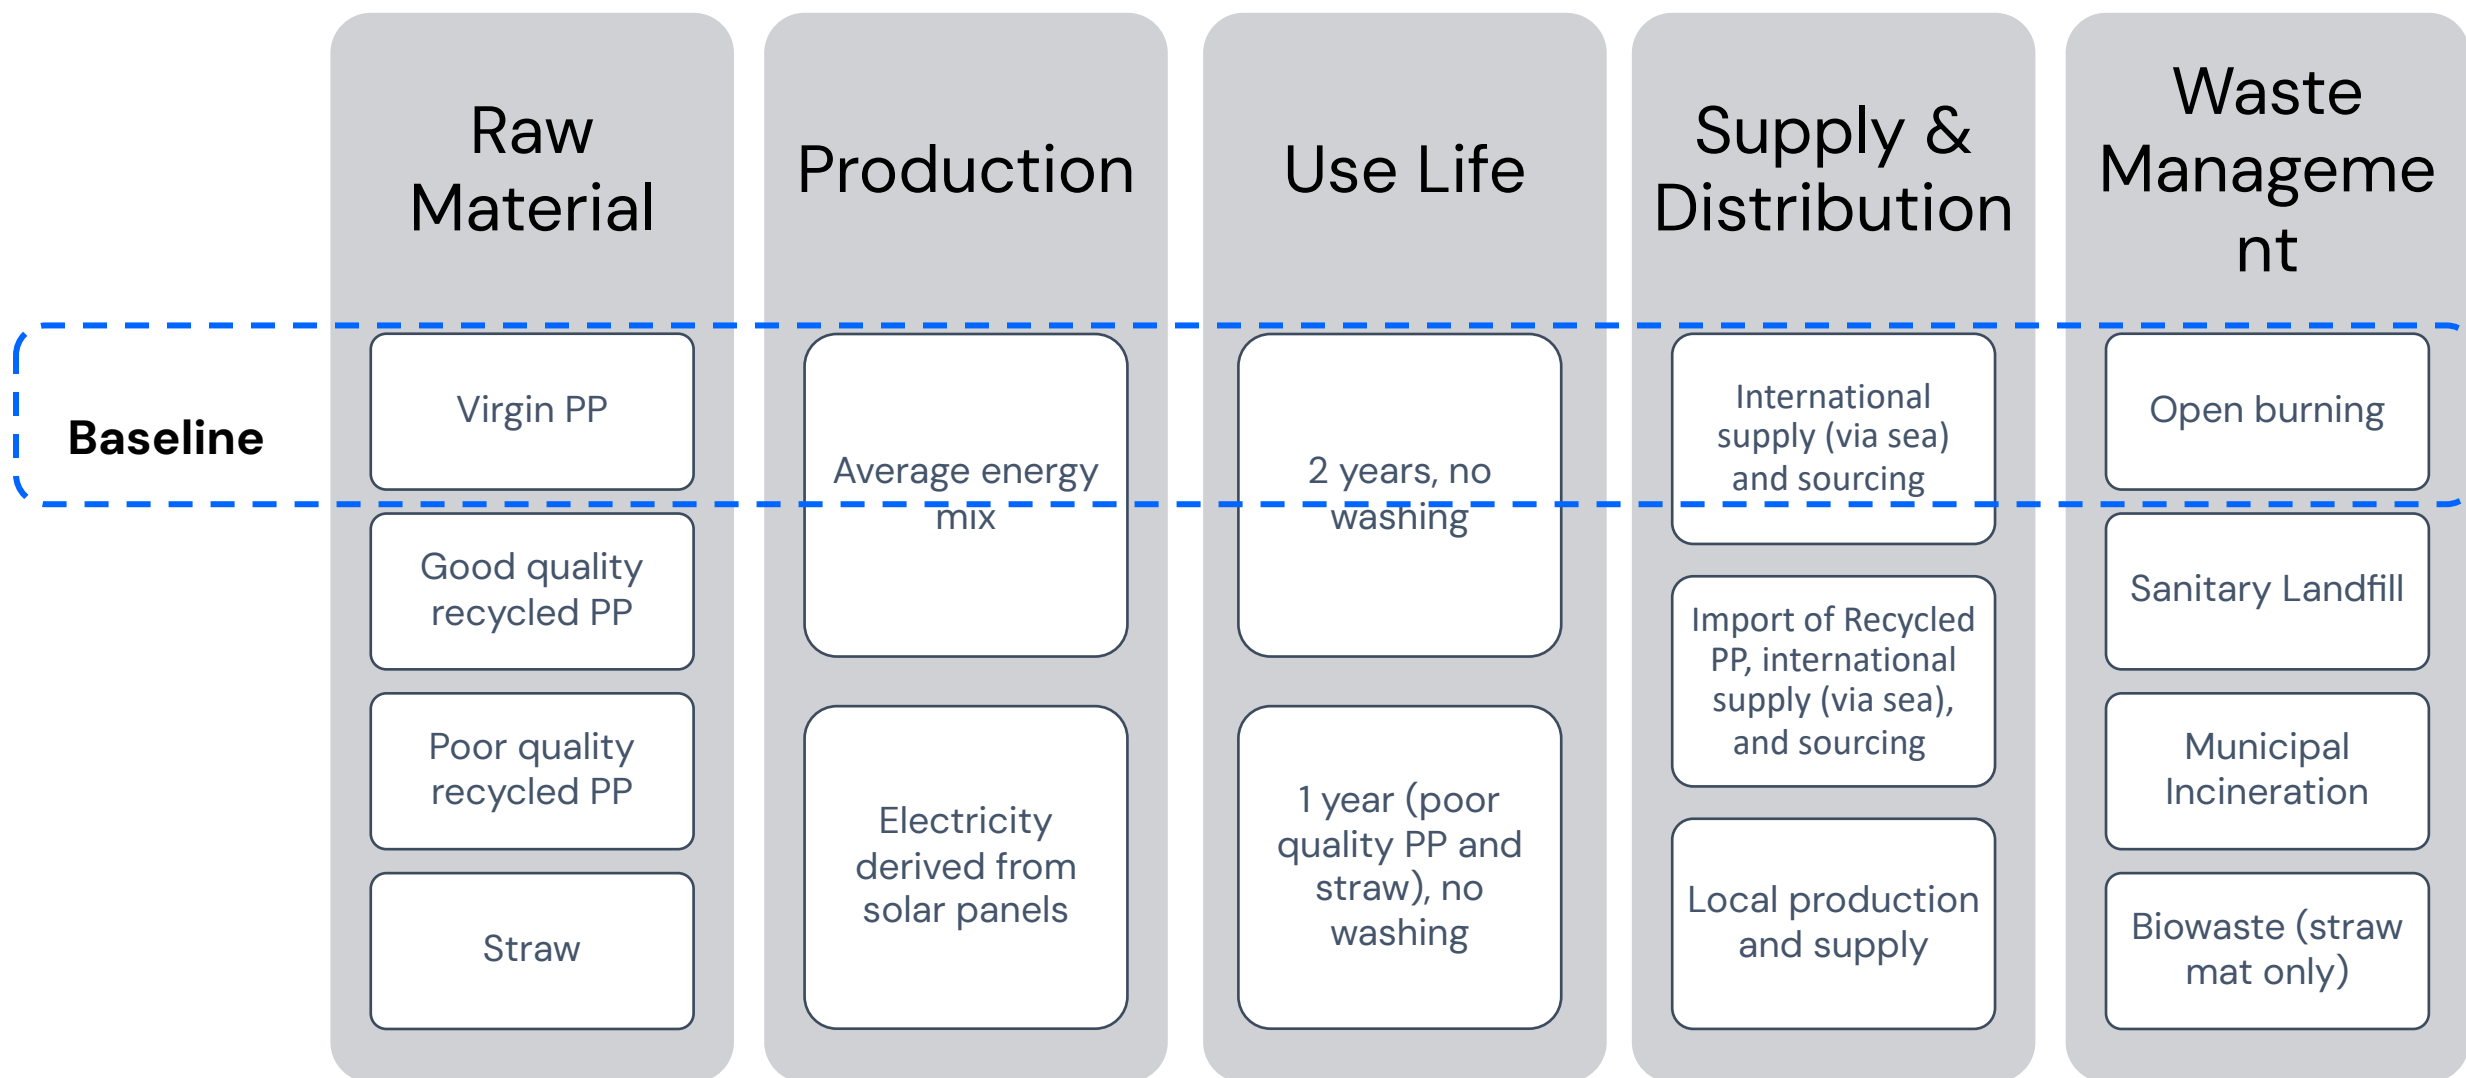 Raw
Material
Virgin PP
Good quality
recycled PP
Poor quality
recycled PP
Straw
Production
Average energy
mix
Electricity
derived from
solar panels
Use Life
2 years, no
washing
1 year (poor
quality PP and
straw), no
washing
Supply &
Distribution
International
supply (via sea)
and sourcing
Import of Recycled
PP, international
supply (via sea),
and sourcing
Local production
and supply
Waste
Manageme
nt
Open burning
Sanitary Landfill
Municipal
Incineration
Biowaste (straw
mat only)
Baseline